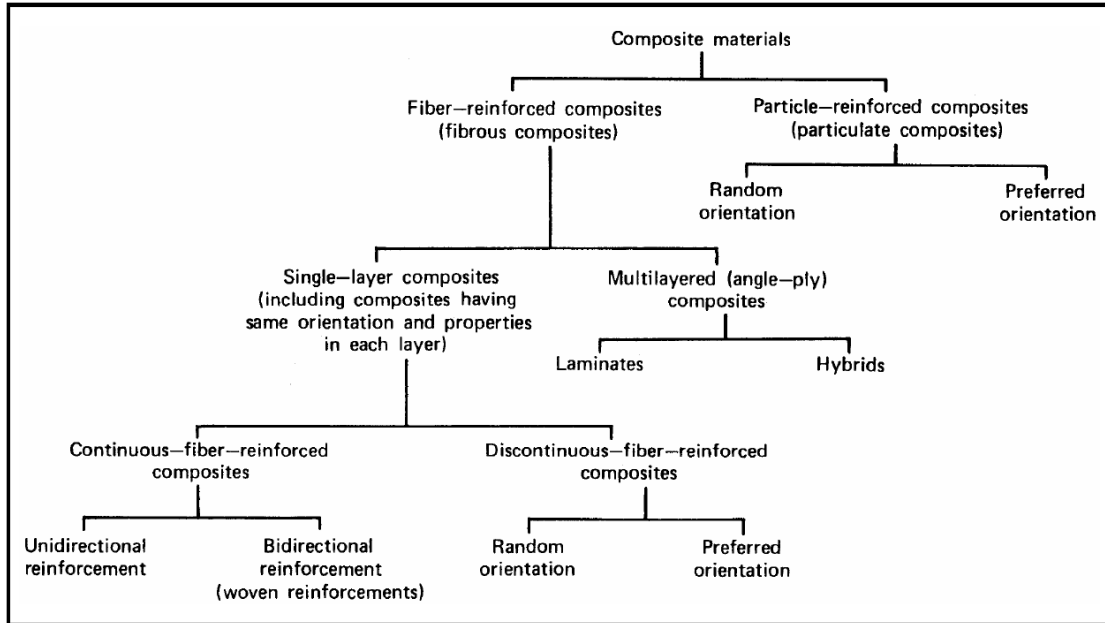 Composite materials
Fiber—reinforced composites
(fibrous composites)
Particle—reinforced composites
(particulate composites)
Random
orientation
Preferred
orientation
Single—layer composites
(including composites having
same orientation and properties
in each layer)
Multilayered (angle—ply)
composites
Laminates
Hybrids
Continuous—fiber—reinforced
composites
Discontinuous—fiber—reinforced
composites
Unidirectional
reinforcement
Bidirectional
reinforcement
(woven reinforcements)
Random
orientation
Preferred
orientation